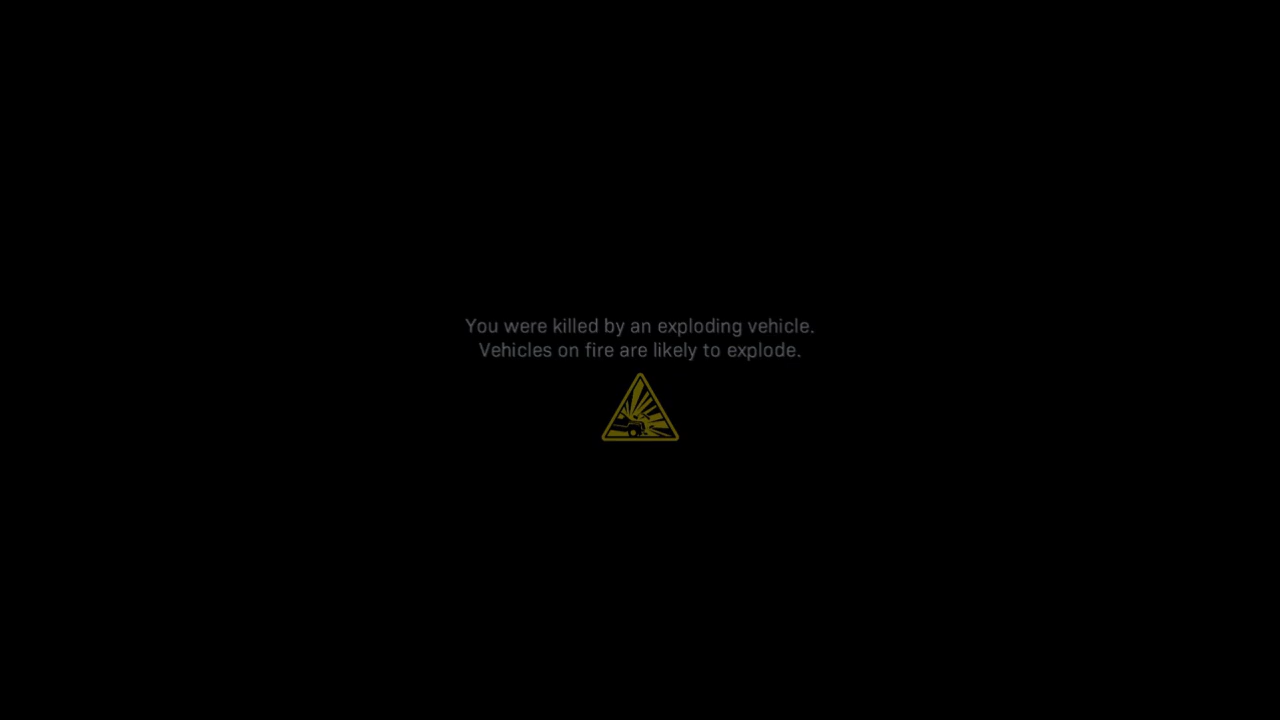 You were killed by an exploding vehicle.
Vehicles on fire are likely to explode.